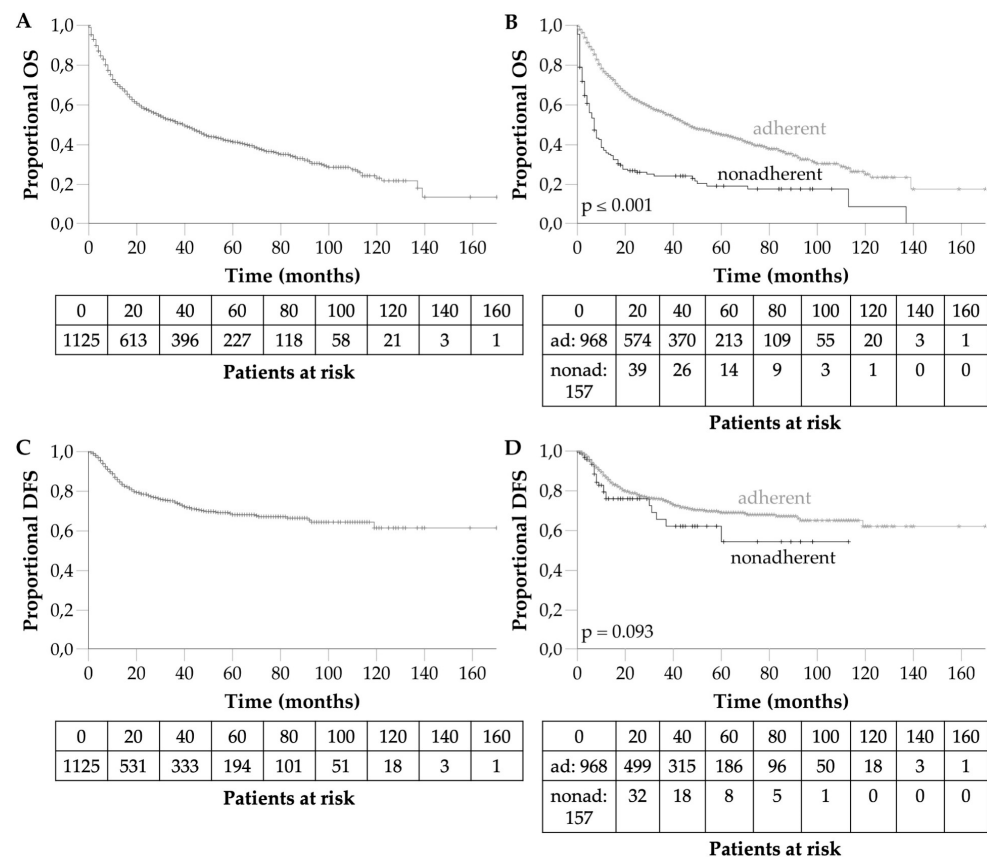 A
Proportional OS
1,0
0,8
0,6
0,4
0,2
0,0
0 20 40 60 80 100 120 140 160
Time (months)
0 20 40 60 80 100 120 140 160
1125 613 396 227 118 58 21 3 1
Patients at risk
B
Proportional OS
1,0
0,8
0,6
0,4
0,2
0,0
adherent
nonadherent
p ≤ 0.001
0 20 40 60 80 100 120 140 160
Time (months)
0 20 40 60 80 100 120 140 160
ad: 968 574 370 213 109 55 20 3 1
nonad: 39 26 14 9 3 1 0 0
157
Patients at risk
C
Proportional DFS
1,0
0,8
0,6
0,4
0,2
0,0
0 20 40 60 80 100 120 140 160
Time (months)
0 20 40 60 80 100 120 140 160
1125 531 333 194 101 51 18 3 1
Patients at risk
D
Proportional DFS
1,0
0,8
0,6
0,4
0,2
0,0
adherent
nonadherent
p = 0.093
0 20 40 60 80 100 120 140 160
Time (months)
0 20 40 60 80 100 120 140 160
ad: 968 499 315 186 96 50 18 3 1
nonad: 32 18 8 5 1 0 0 0
157
Patients at risk